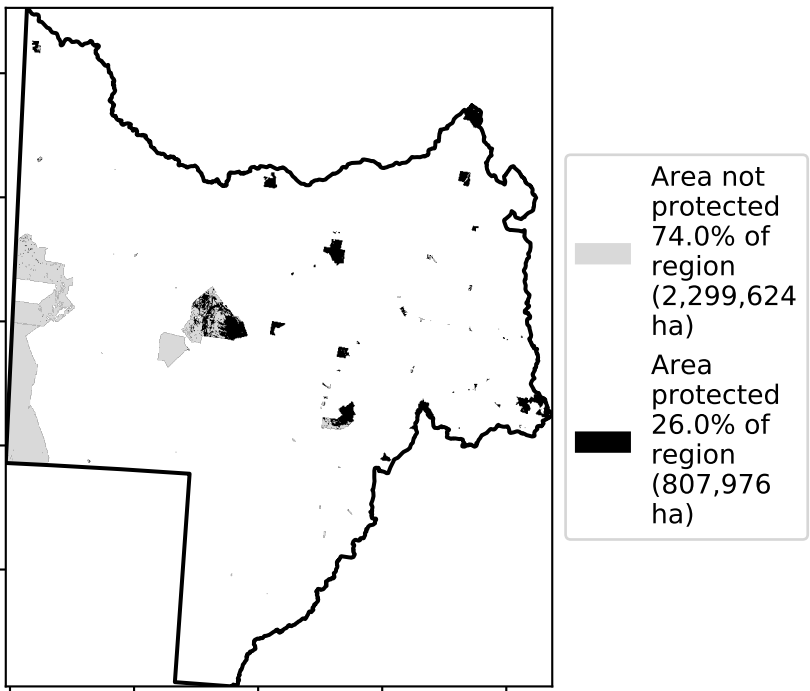 Area not
protected
74.0% of
region
(2,299,624
ha)
Area
protected
26.0% of
region
(807,976
ha)